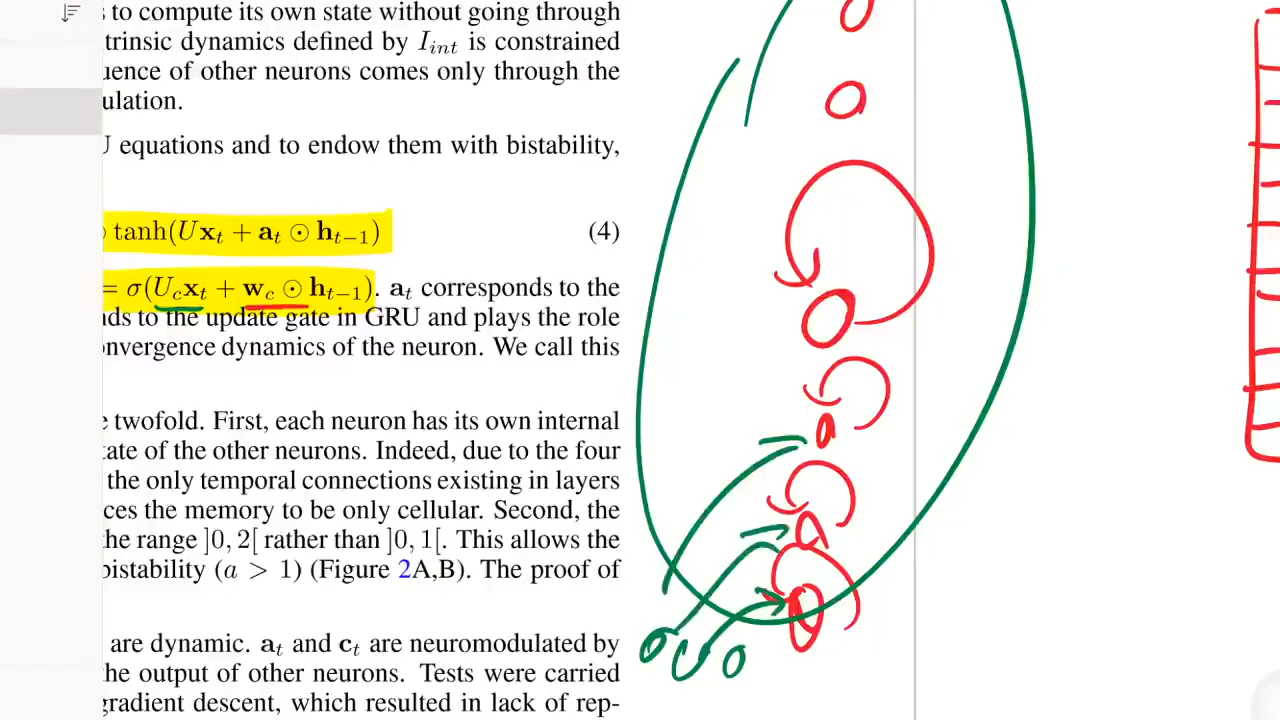 s to compute its own state without going through
trinsic dynamics defined by I_{int} is constrained
uence of other neurons comes only through the
ulation.
U equations and to endow them with bistability,
tanh(Ux_t + a_t ⊙ h_{t−1}) (4)
= σ(U_c x_t + w_c ⊙ h_{t−1}). a_t corresponds to the
nds to the update gate in GRU and plays the role
onvergence dynamics of the neuron. We call this
e twofold. First, each neuron has its own internal
tate of the other neurons. Indeed, due to the four
the only temporal connections existing in layers
ces the memory to be only cellular. Second, the
the range ]0, 2[ rather than ]0, 1[. This allows the
bistability (a > 1) (Figure 2A,B). The proof of
are dynamic. a_t and c_t are neuromodulated by
the output of other neurons. Tests were carried
gradient descent, which resulted in lack of rep-